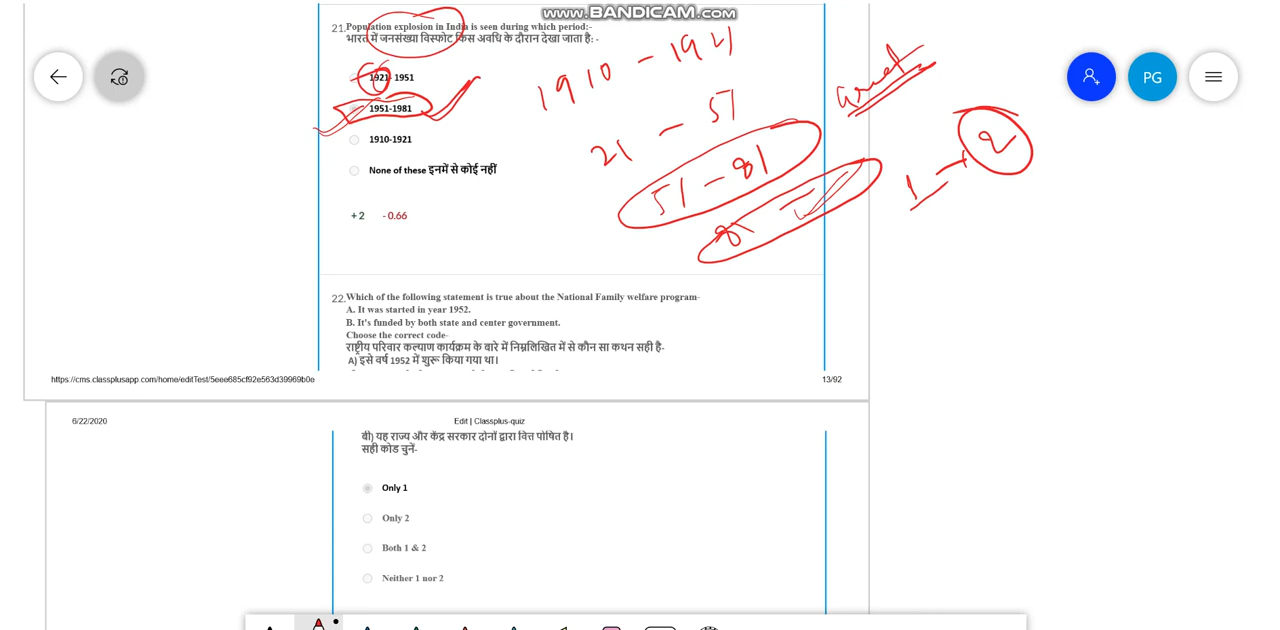 www.BANDICAM.com
21. Population explosion in India is seen during which period:-
भारत में जनसंख्या विस्फोट किस अवधि के दौरान देखा जाता है: -
1921- 1951
1951-1981
1910-1921
None of these इनमें से कोई नहीं
+ 2 - 0.66
1910 - 1921
21 - 51
51 - 81
1 - 2
PG
22. Which of the following statement is true about the National Family welfare program-
A. It was started in year 1952.
B. It's funded by both state and center government.
Choose the correct code-
राष्ट्रीय परिवार कल्याण कार्यक्रम के बारे में निम्नलिखित में से कौन सा कथन सही है-
A) इसे वर्ष 1952 में शुरू किया गया था।
https://cms.classplusapp.com/home/editTest/5eee685cf92e563d39969b0e 13/92
6/22/2020 Edit | Classplus-quiz
बी) यह राज्य और केंद्र सरकार दोनों द्वारा वित्त पोषित है।
सही कोड चुनें-
Only 1
Only 2
Both 1 & 2
Neither 1 nor 2